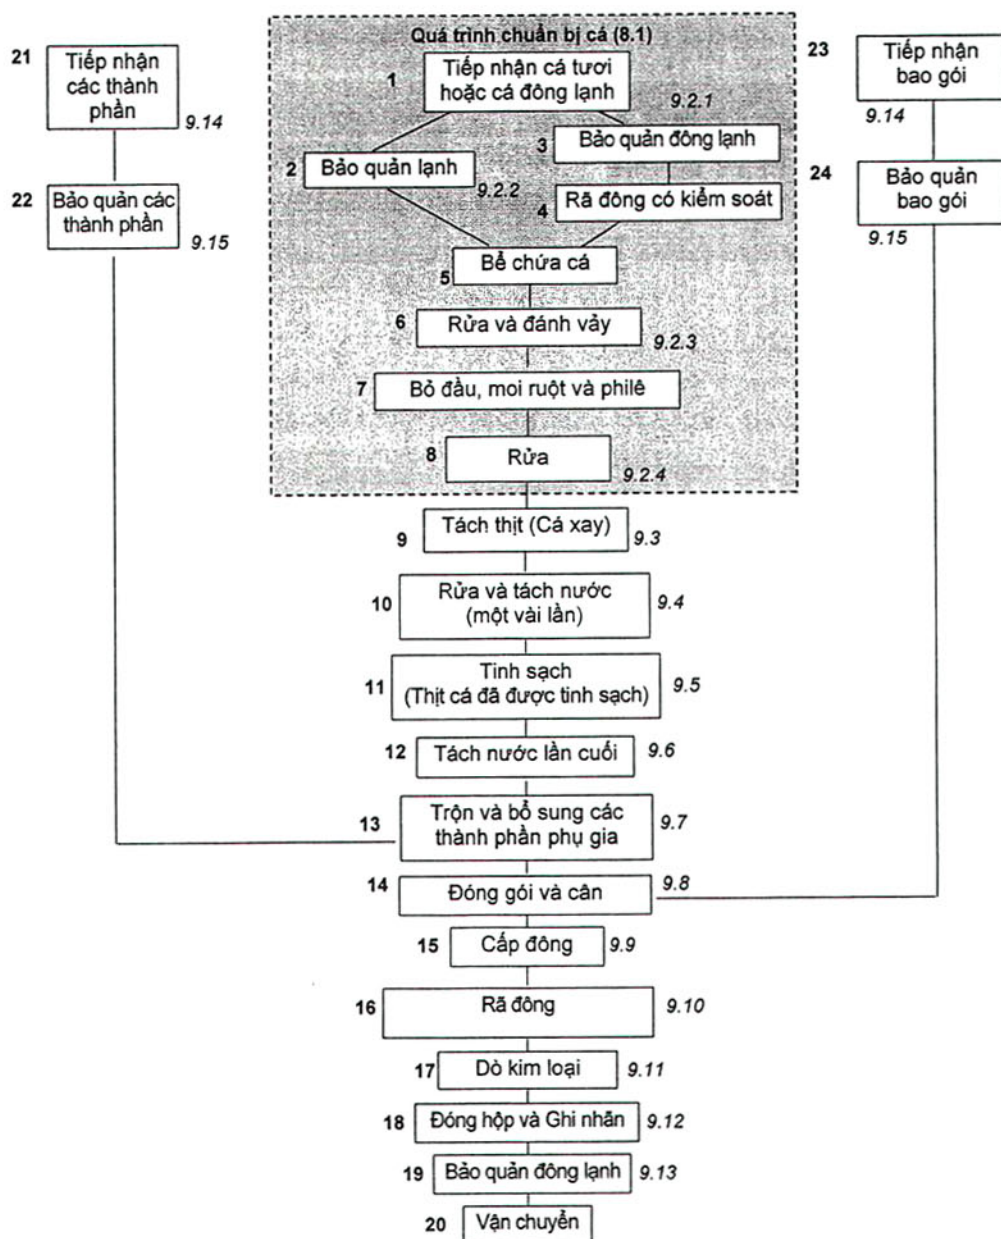 Quá trình chuẩn bị cá (8.1)
21
Tiếp nhận
các thành
phần
9.14
22
Bảo quản các
thành phần
9.15
1
Tiếp nhận cá tươi
hoặc cá đông lạnh
9.2.1
2
Bảo quản lạnh
9.2.2
3
Bảo quản đông lạnh
4
Rã đông có kiểm soát
5
Bể chứa cá
6
Rửa và đánh vảy
9.2.3
7
Bỏ đầu, moi ruột và philê
8
Rửa
9.2.4
23
Tiếp nhận
bao gói
9.14
24
Bảo quản
bao gói
9.15
9
Tách thịt (Cá xay)
9.3
10
Rửa và tách nước
(một vài lần)
9.4
11
Tinh sạch
(Thịt cá đã được tinh sạch)
9.5
12
Tách nước lần cuối
9.6
13
Trộn và bổ sung các
thành phần phụ gia
9.7
14
Đóng gói và cân
9.8
15
Cấp đông
9.9
16
Rã đông
9.10
17
Dò kim loại
9.11
18
Đóng hộp và Ghi nhãn
9.12
19
Bảo quản đông lạnh
9.13
20
Vận chuyển